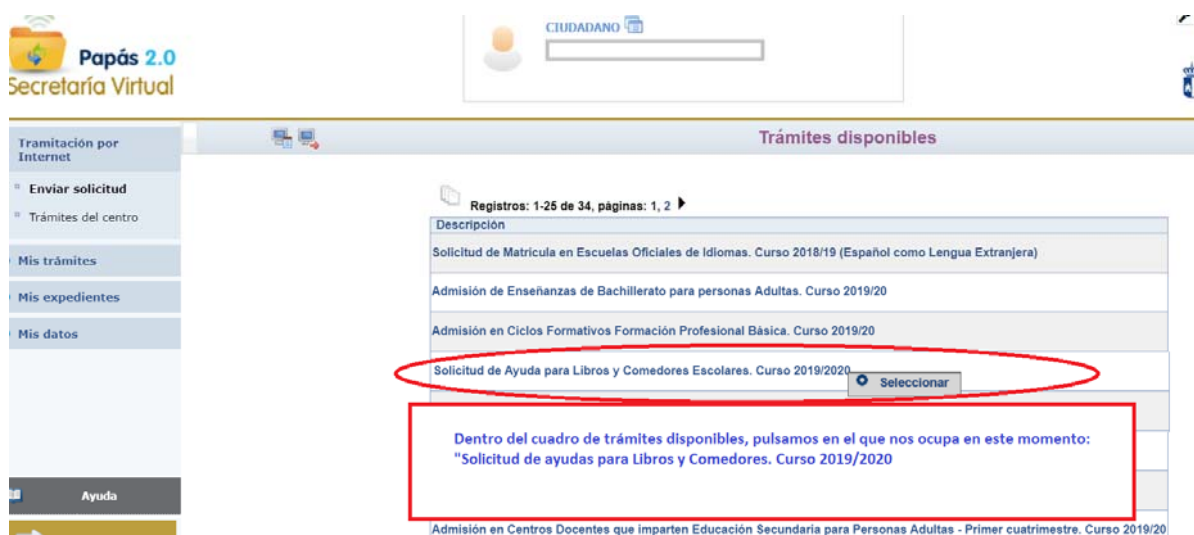 CIUDADANO
Papás 2.0
Secretaría Virtual
Tramitación por
Internet
Enviar solicitud
Trámites del centro
Mis trámites
Mis expedientes
Mis datos
Ayuda
Trámites disponibles
Registros: 1-25 de 34, páginas: 1, 2
Descripción
Solicitud de Matrícula en Escuelas Oficiales de Idiomas. Curso 2018/19 (Español como Lengua Extranjera)
Admisión de Enseñanzas de Bachillerato para personas Adultas. Curso 2019/20
Admisión en Ciclos Formativos Formación Profesional Básica. Curso 2019/20
Solicitud de Ayuda para Libros y Comedores Escolares. Curso 2019/2020
Seleccionar
Dentro del cuadro de trámites disponibles, pulsamos en el que nos ocupa en este momento:
"Solicitud de ayudas para Libros y Comedores. Curso 2019/2020
Admisión en Centros Docentes que imparten Educación Secundaria para Personas Adultas - Primer cuatrimestre. Curso 2019/20